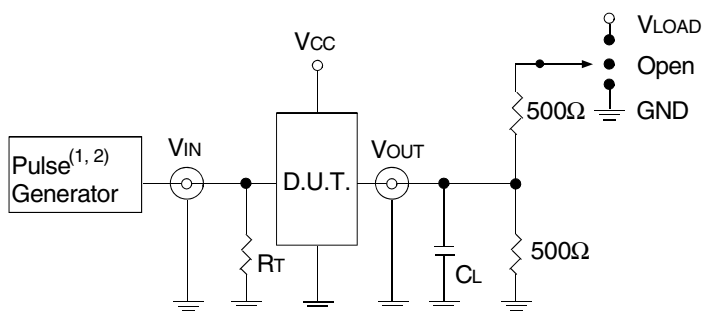 VLOAD
VCC
Open
500Ω
GND
VIN
VOUT
Pulse(1, 2)
Generator
D.U.T.
RT
CL
500Ω